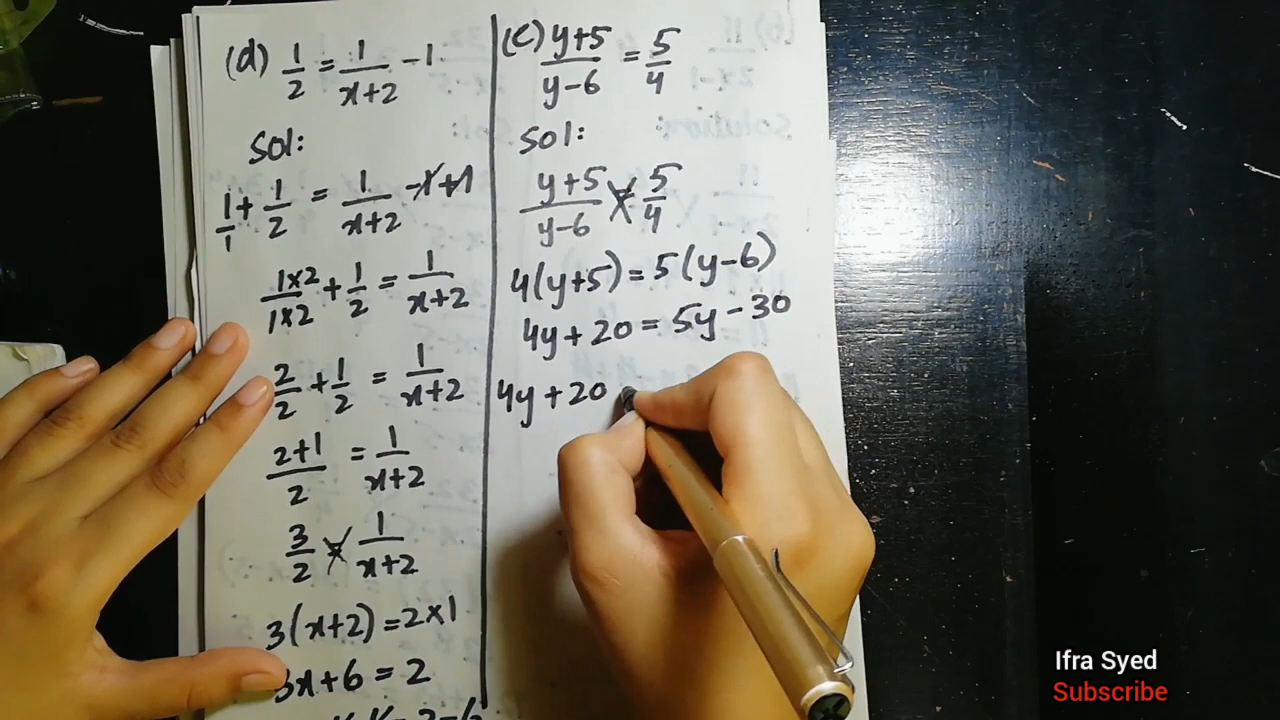 (d) 1/2 = 1/(x+2) - 1
Sol:
1/1 + 1/2 = 1/(x+2) - 1 + 1
1×2/1×2 + 1/2 = 1/(x+2)
2/2 + 1/2 = 1/(x+2)
2+1/2 = 1/(x+2)
3/2 × 1/(x+2)
3(x+2) = 2×1
3x+6 = 2
(c) y+5/y-6 = 5/4
Sol:
y+5/y-6 × 5/4
4(y+5) = 5(y-6)
4y + 20 = 5y - 30
4y + 20
Ifra Syed
Subscribe